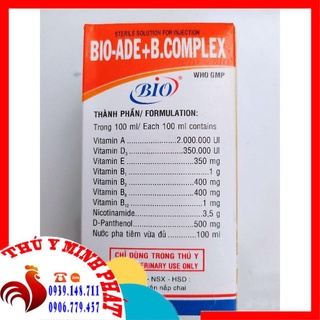 STERILE SOLUTION FOR INJECTION
BIO-ADE+B.COMPLEX
WHO GMP
BIO
THÀNH PHẦN/ FORMULATION:
Trong 100 ml/ Each 100 ml contains
Vitamin A ............... 2.000.000 UI
Vitamin D3 ............... 350.000 UI
Vitamin E ............... 350 mg
Vitamin B1 ............... 1 g
Vitamin B2 ............... 400 mg
Vitamin B6 ............... 400 mg
Vitamin B12 ............... 1 mg
Nicotinamide ............... 3,5 g
D-Panthenol ............... 500 mg
Nước pha tiêm vừa đủ ........ 100 ml
CHỈ DÙNG TRONG THÚ Y
USE ONLY
- NSX - HSD :
nắp chai
THÚ Y MINH PHÁT
0939.148.711
0906.779.457